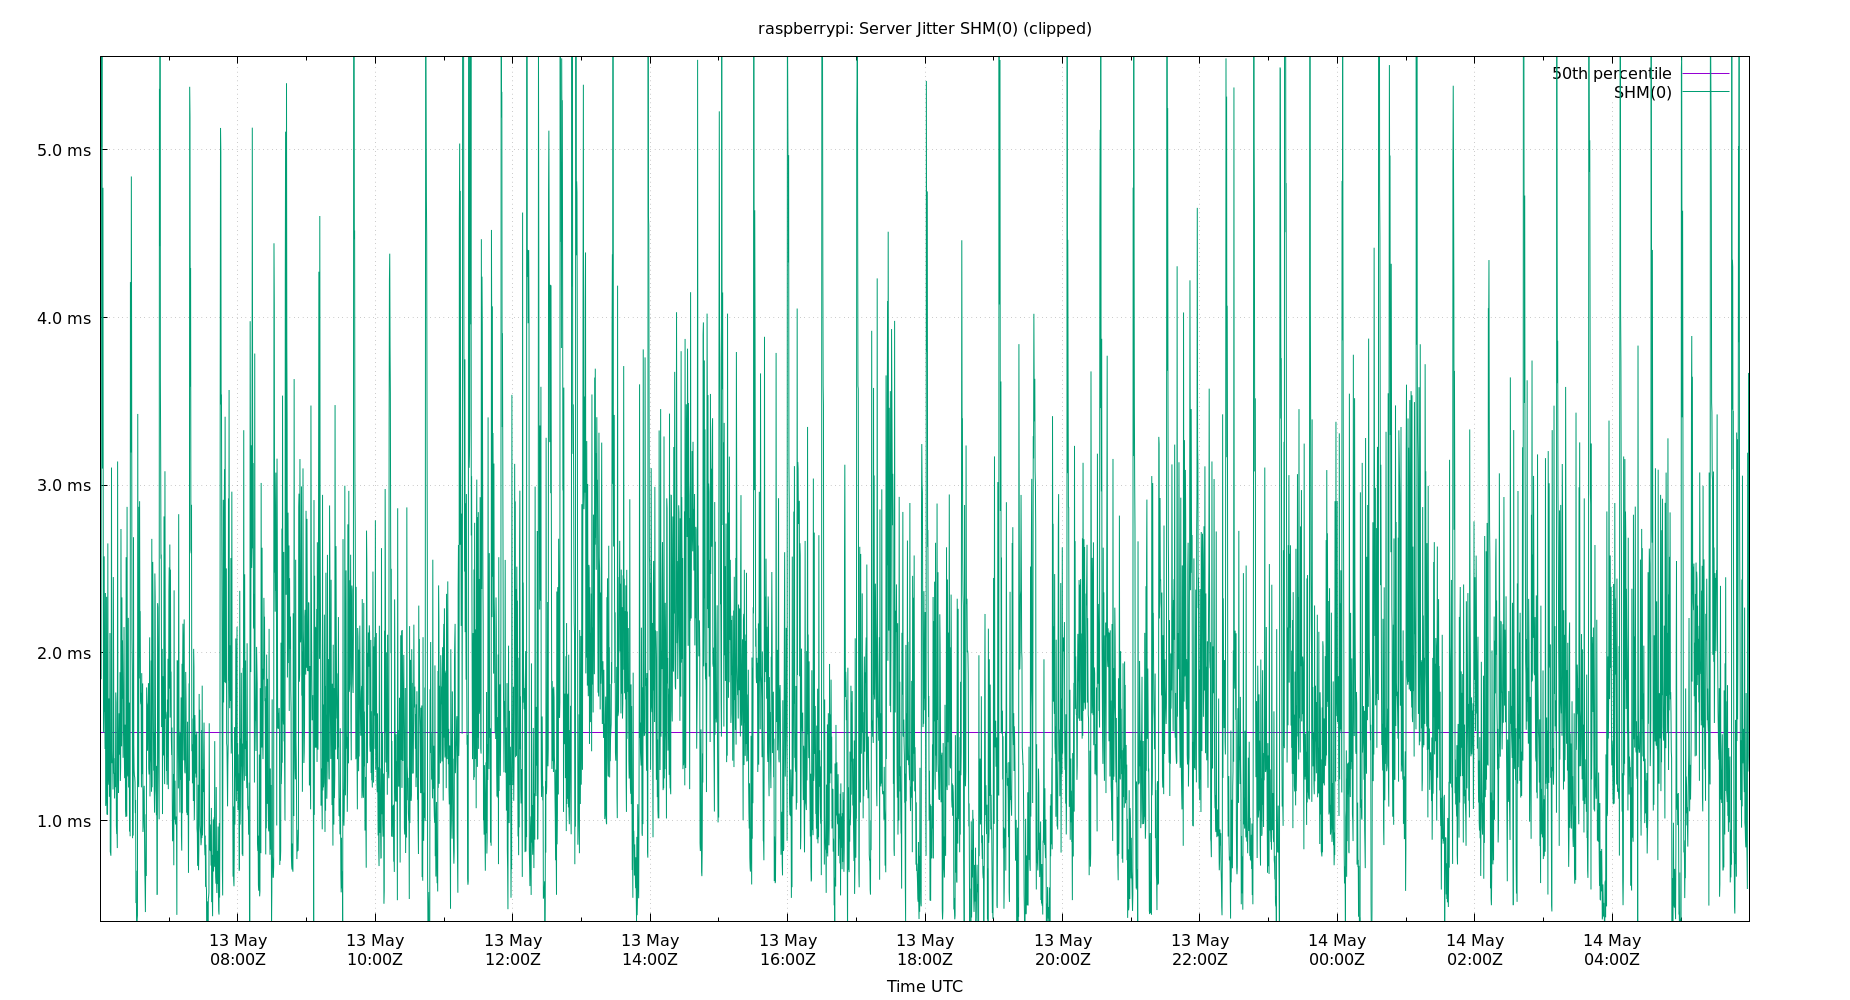 raspberrypi: Server Jitter SHM(0) (clipped)
50th percentile
SHM(0)
5.0 ms
4.0 ms
3.0 ms
2.0 ms
1.0 ms
13 May 13 May 13 May 13 May 13 May 13 May 13 May 13 May 14 May 14 May 14 May
08:00Z 10:00Z 12:00Z 14:00Z 16:00Z 18:00Z 20:00Z 22:00Z 00:00Z 02:00Z 04:00Z
Time UTC